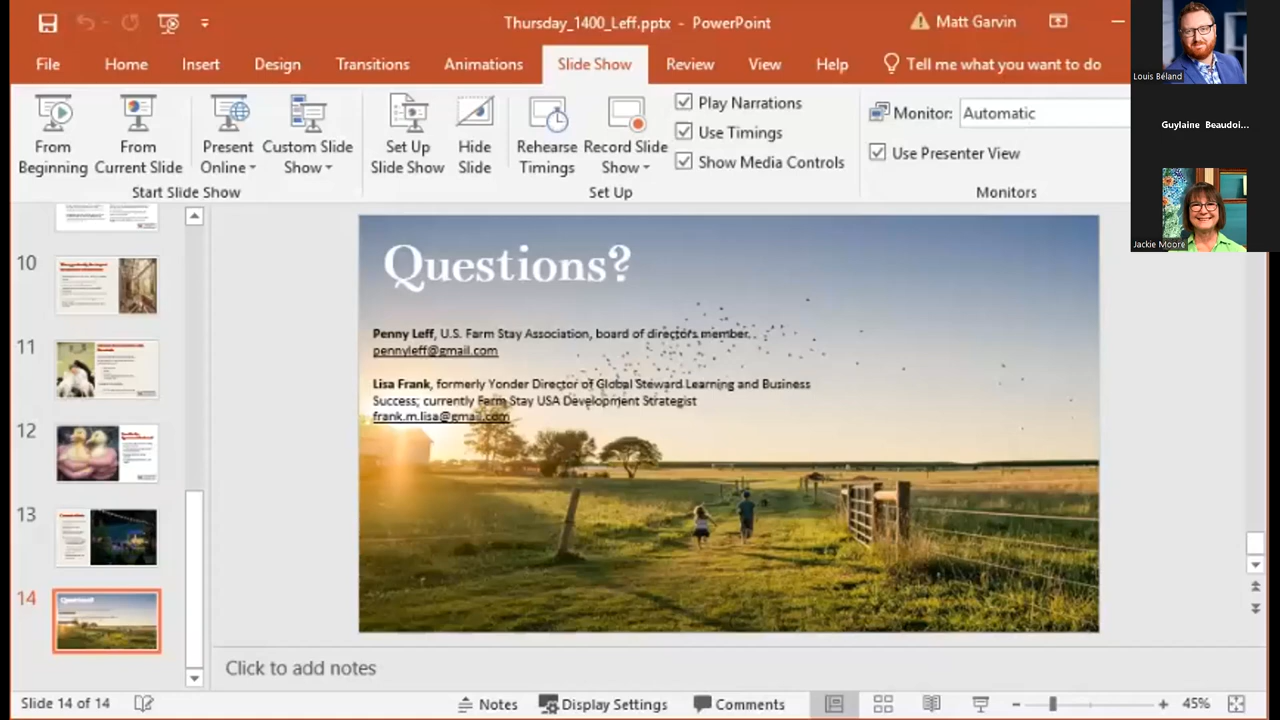 Thursday_1400_Leff.pptx - PowerPoint
Matt Garvin
File Home Insert Design Transitions Animations Slide Show Review View Help Tell me what you want to do
From Beginning
From Current Slide
Present Online
Custom Slide Show
Start Slide Show
Set Up Slide Show
Hide Slide
Rehearse Timings
Record Slide Show
Play Narrations
Use Timings
Show Media Controls
Set Up
Monitor: Automatic
Use Presenter View
Monitors
Louis Béland
Guylaine Beaudoi...
Jackie Moore
10
11
12
13
14
Questions?
Questions?
Penny Leff, U.S. Farm Stay Association, board of directors member.
pennyleff@gmail.com
Lisa Frank, formerly Yonder Director of Global Steward Learning and Business
Success; currently Farm Stay USA Development Strategist
frank.m.lisa@gmail.com
Click to add notes
Slide 14 of 14
Notes Display Settings Comments 45%